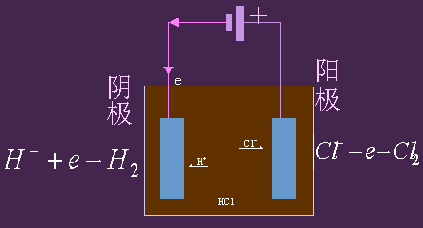 +
e
阴极
阳极
H⁻ + e – H₂
H⁺
Cl⁻
Cl⁻ – e – Cl₂
HCl